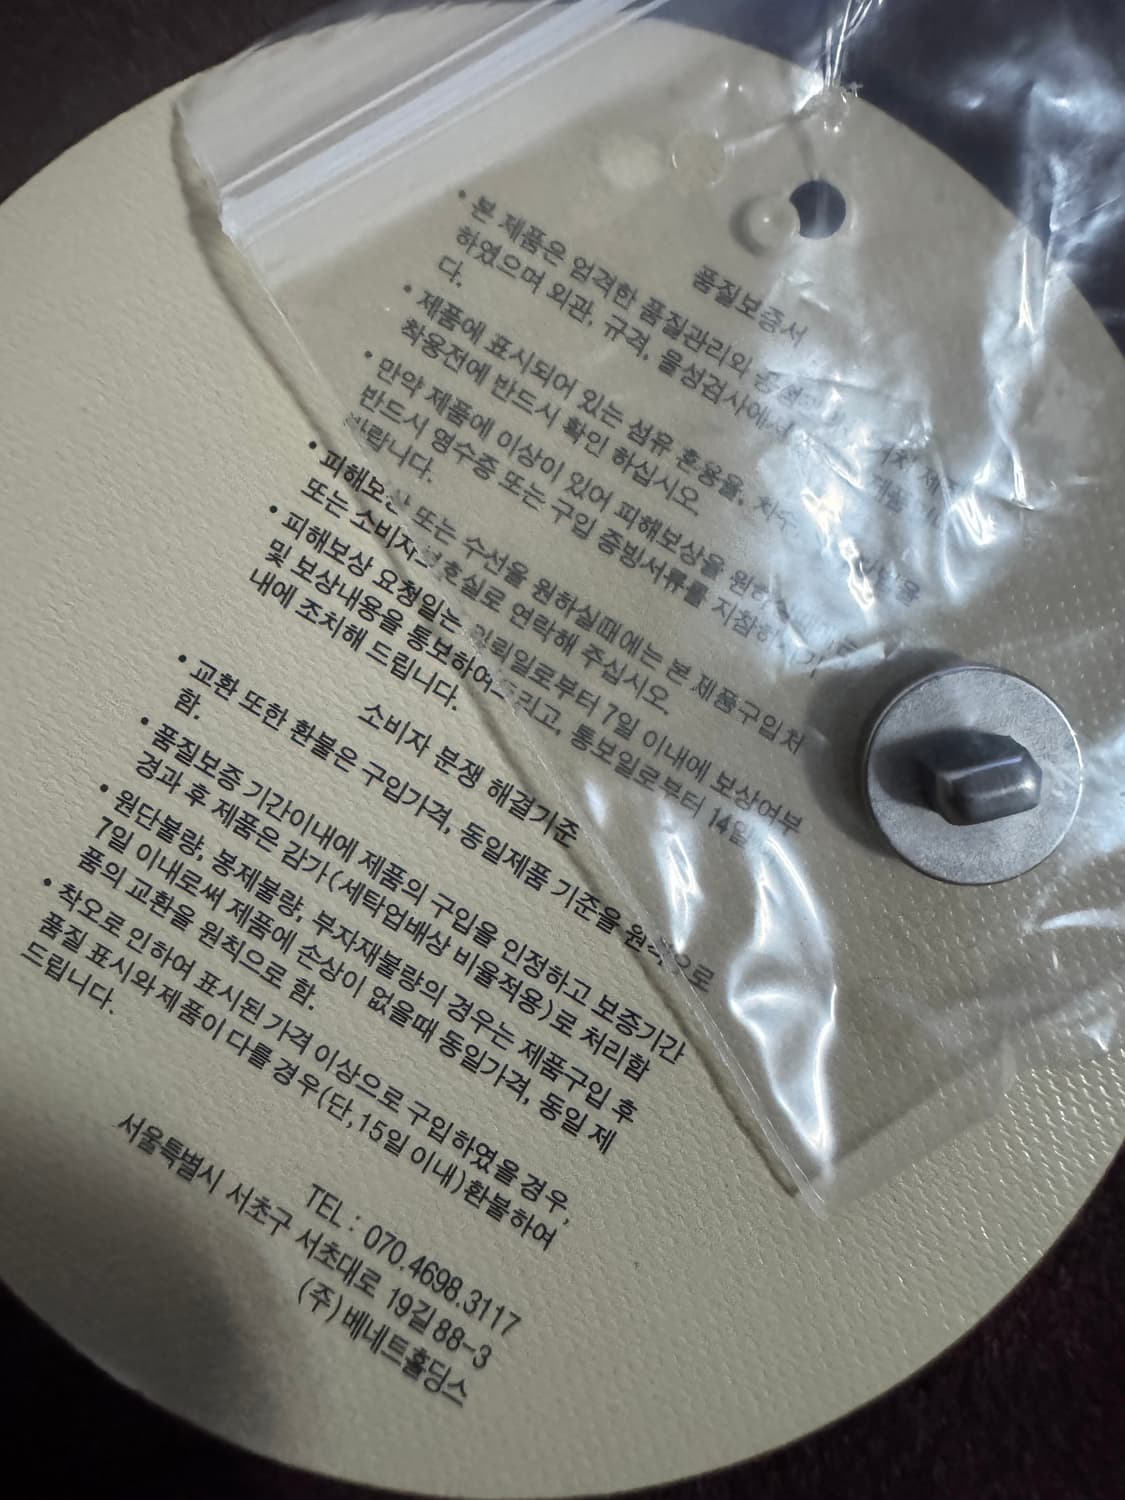 품질보증서
• 본 제품은 엄격한 품질관리와
하였으며 외관, 규격, 물성검사에서
다.
• 제품에 표시되어 있는 섬유 혼용율, 치수,
착용전에 반드시 확인 하십시오.
• 만약 제품에 이상이 있어 피해보상을
반드시 영수증 또는 구입 증빙서류를
바랍니다.
• 피해보상 또는 수선을 원하실때에는 본 제품구입처
또는 소비자 연락해 주십시오.
• 피해보상 요청일은 의뢰일로부터 7일 이내에 보상여부
및 보상내용을 통보하여 드리고, 통보일로부터 14일
내에 조치해 드립니다.
소비자 분쟁 해결기준
• 교환 또한 환불은 구입가격, 동일제품 기준을 원칙으로
함.
• 품질보증 기간이내에 제품의 구입을 인정하고 보증기간
경과 후 제품은 감가(세탁업배상 비율적용)로 처리함
• 원단불량, 봉제불량, 부자재불량의 경우는 제품구입 후
7일 이내로써 제품에 손상이 없을때 동일가격, 동일 제
품의 교환을 원칙으로 함.
• 착오로 인하여 표시된 가격 이상으로 구입하였을 경우,
품질 표시와 제품이 다를 경우(단,15일 이내)환불하여
드립니다.
TEL : 070.4698.3117
서울특별시 서초구 서초대로 19길 88-3
(주)베네트홀딩스